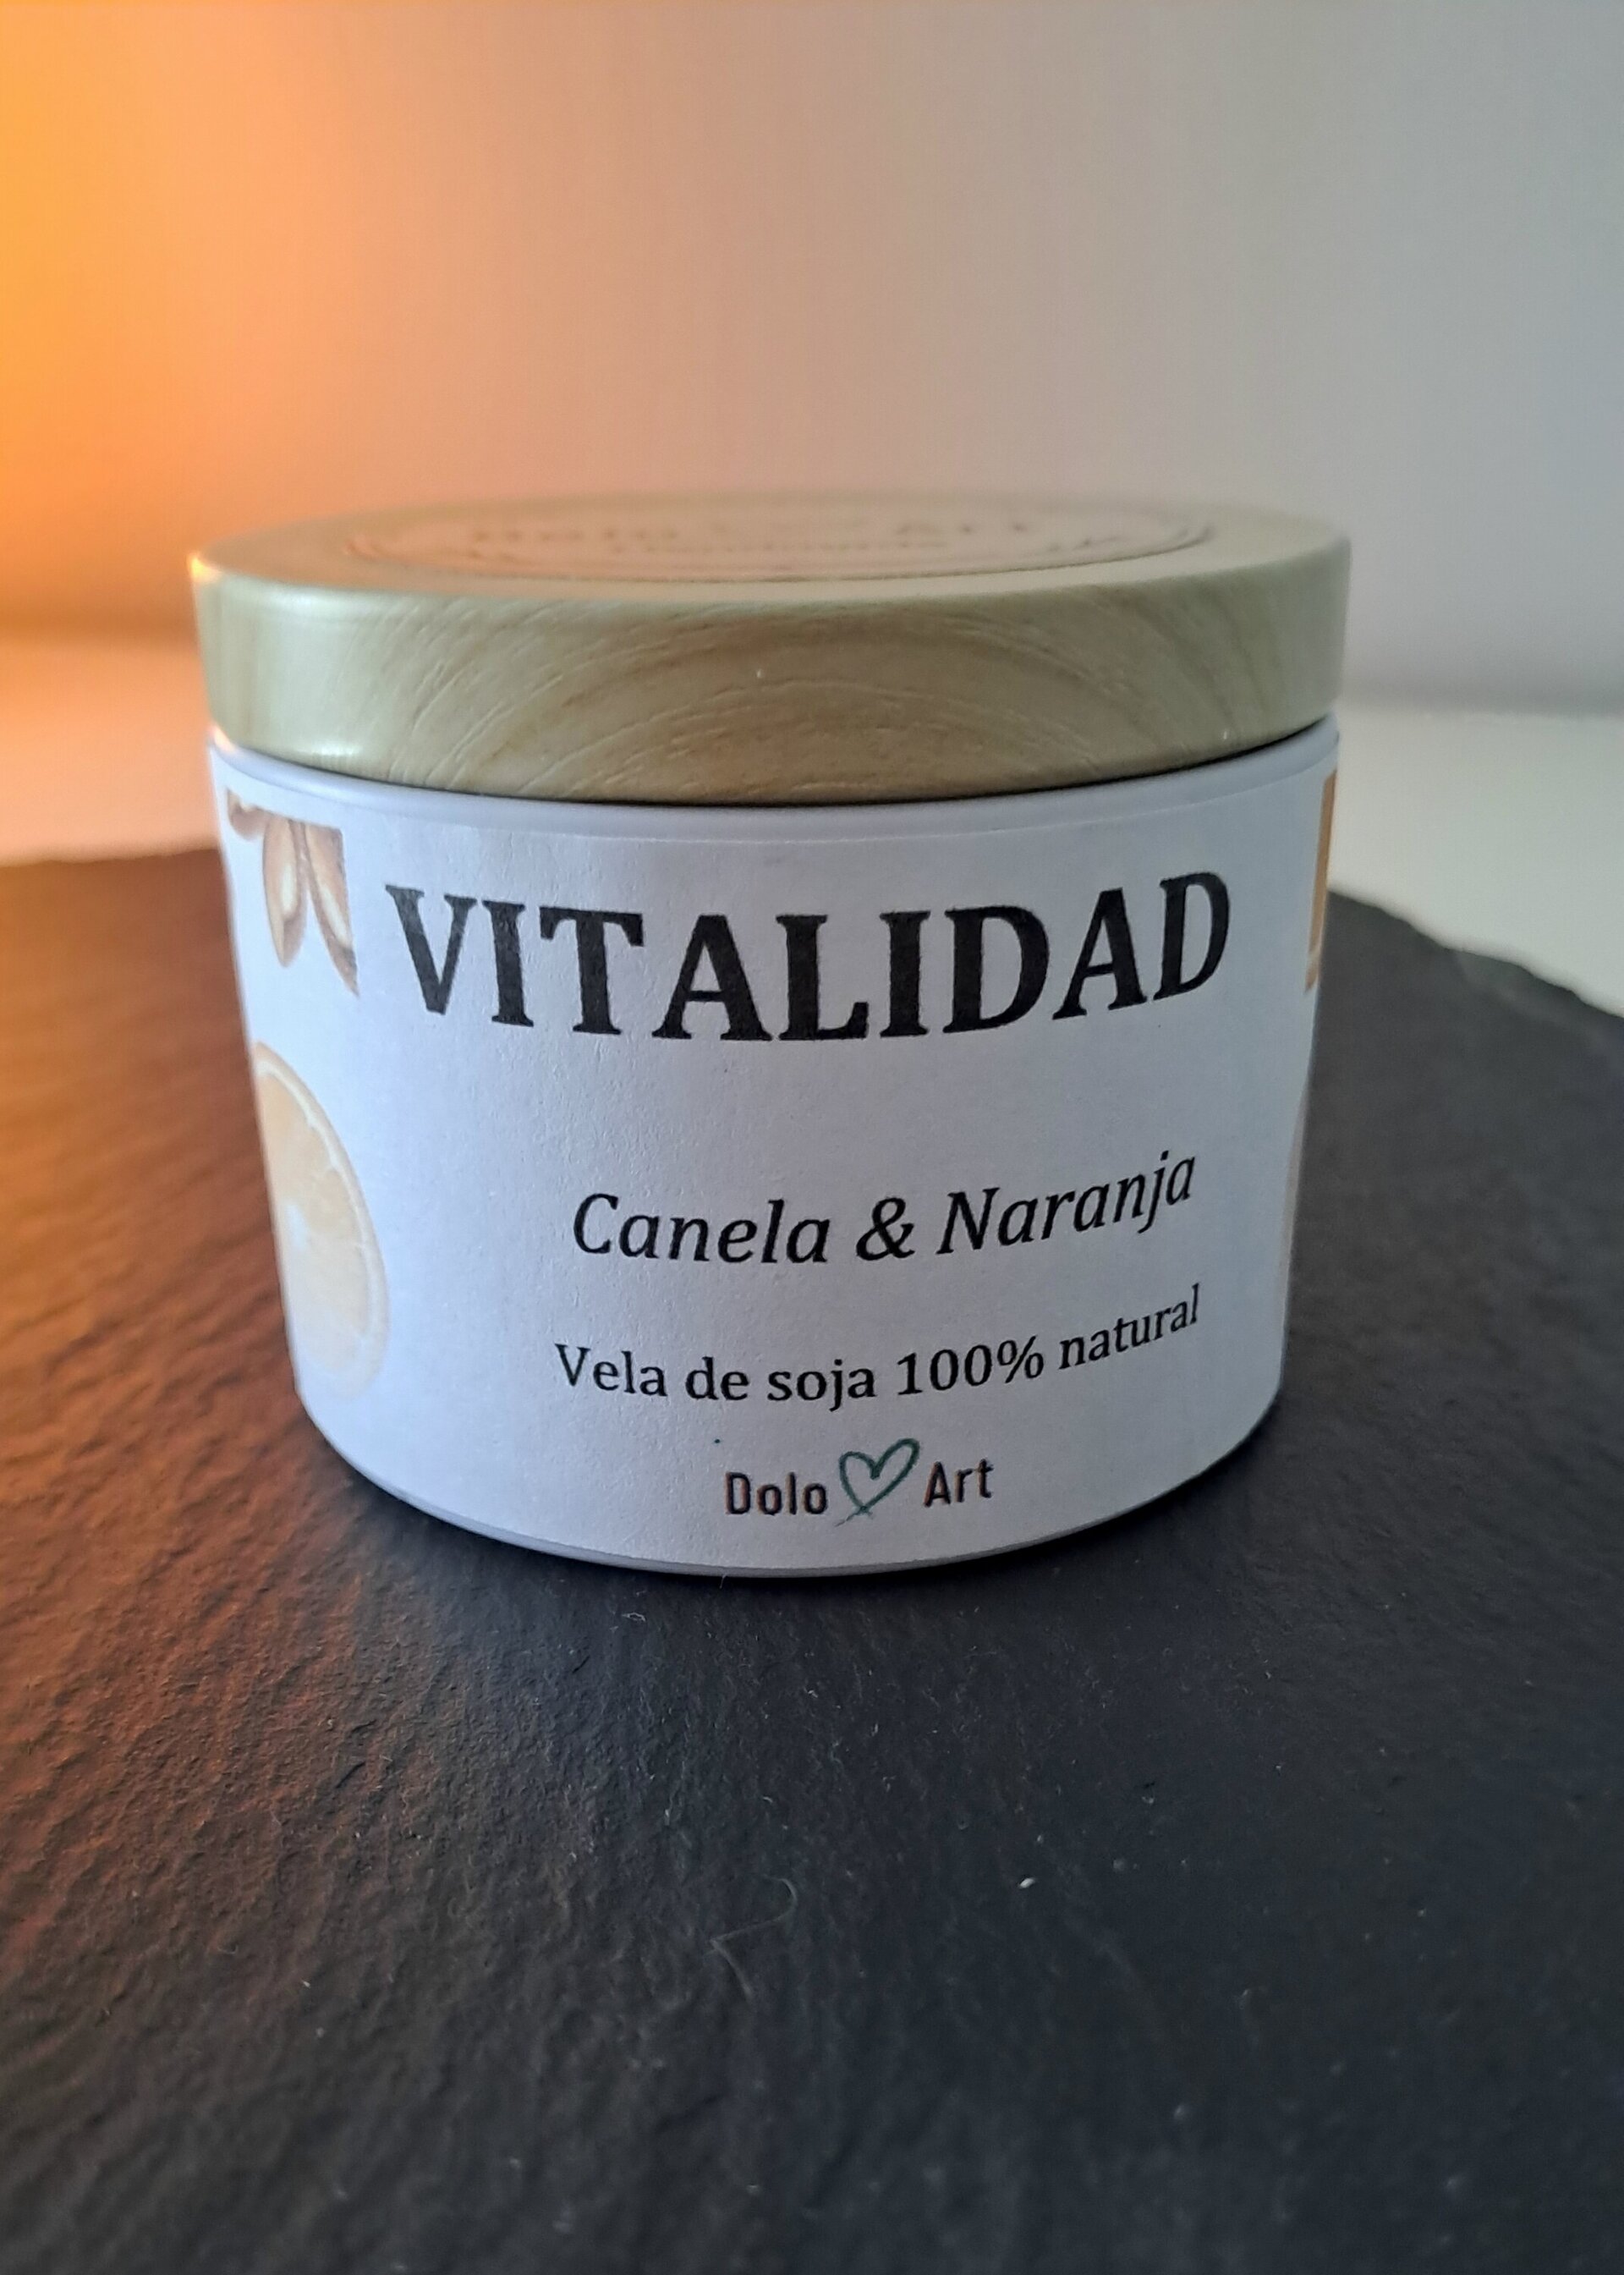 VITALIDAD
Canela & Naranja
Vela de soja 100% natural
Dolo Art